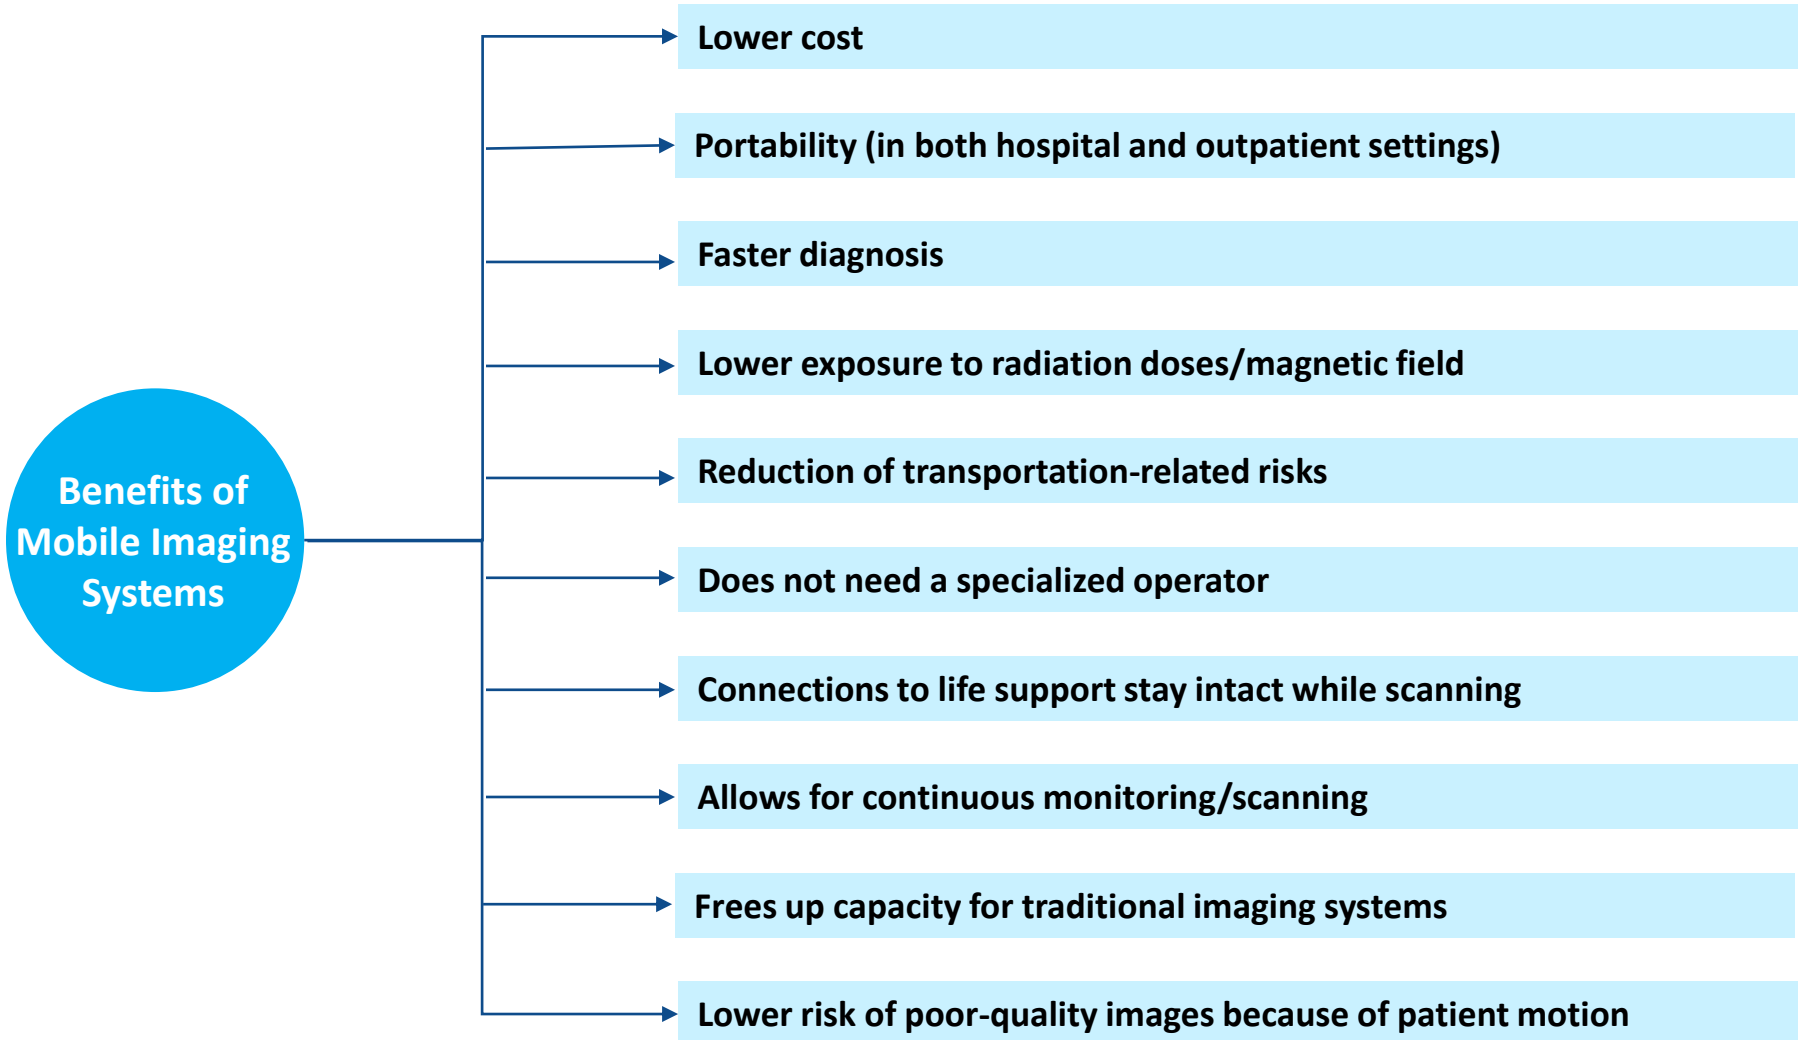 Lower cost
Portability (in both hospital and outpatient settings)
Faster diagnosis
Lower exposure to radiation doses/magnetic field
Reduction of transportation-related risks
Benefits of
Mobile Imaging
Systems
Does not need a specialized operator
Connections to life support stay intact while scanning
Allows for continuous monitoring/scanning
Frees up capacity for traditional imaging systems
Lower risk of poor-quality images because of patient motion